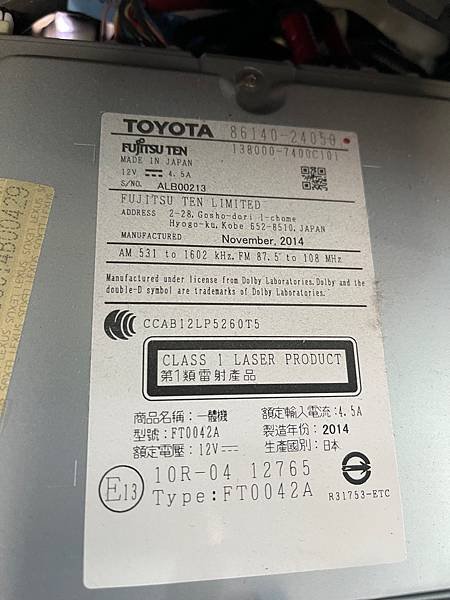 TOYOTA 86140-24050
FUJITSU TEN 138000-7400C101
MADE IN JAPAN
12V 4.5A
S/NO. ALB00213
FUJITSU TEN LIMITED
ADDRESS 2-28, Gosho-dori 1-chome
Hyogo-ku, Kobe 652-8510, JAPAN
MANUFACTURED November, 2014
AM 531 to 1602 kHz, FM 87.5 to 108 MHz
Manufactured under license from Dolby Laboratories. Dolby and the
double-D symbol are trademarks of Dolby Laboratories.
CCAB12LP5260T5
CLASS 1 LASER PRODUCT
第1類雷射產品
商品名稱:一體機 額定輸入電流:4.5A
型號:FT0042A 製造年份:2014
額定電壓:12V 生產國別:日本
E13 10R-04 12765
Type:FT0042A
R31753-ETC